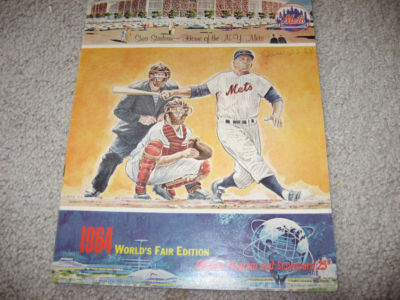 Shea Stadium — Home of the N.Y. Mets
Mets
Mets
1964 WORLD'S FAIR EDITION
Official Program and Scorecard 25¢